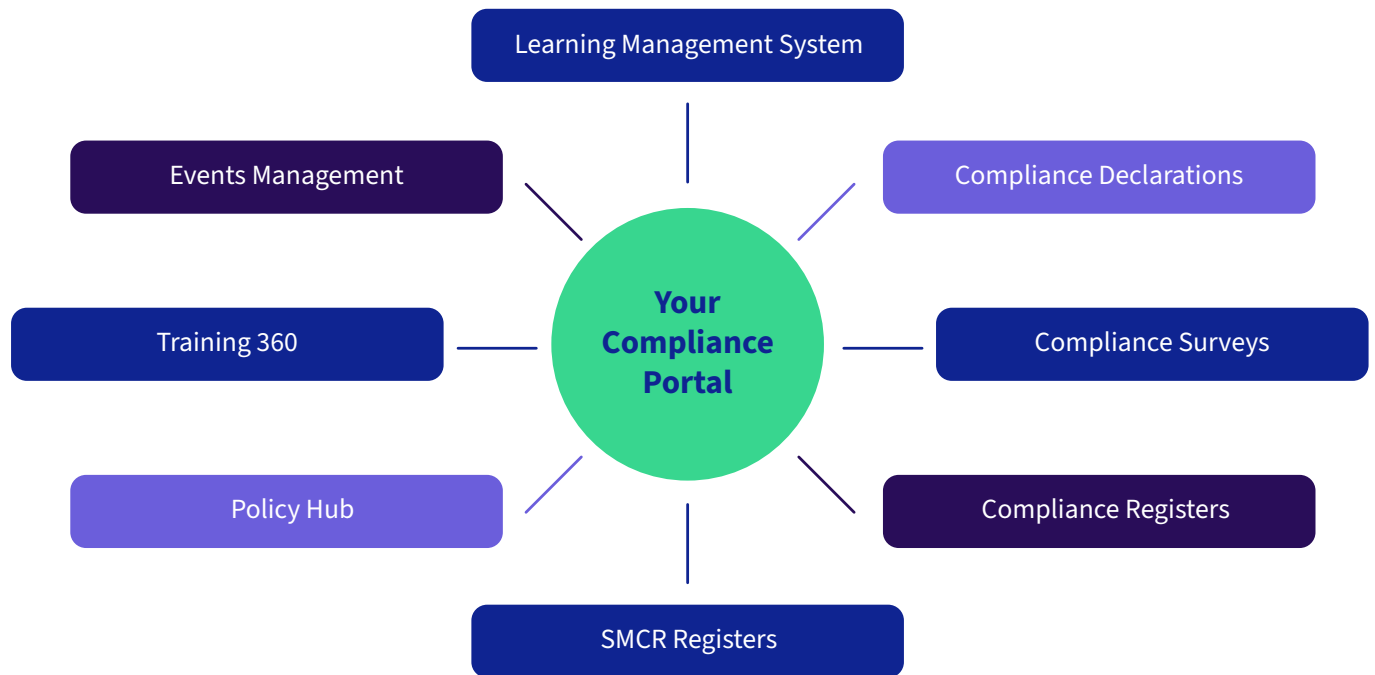 Learning Management System
Events Management
Compliance Declarations
Your
Compliance
Portal
Training 360
Compliance Surveys
Policy Hub
Compliance Registers
SMCR Registers